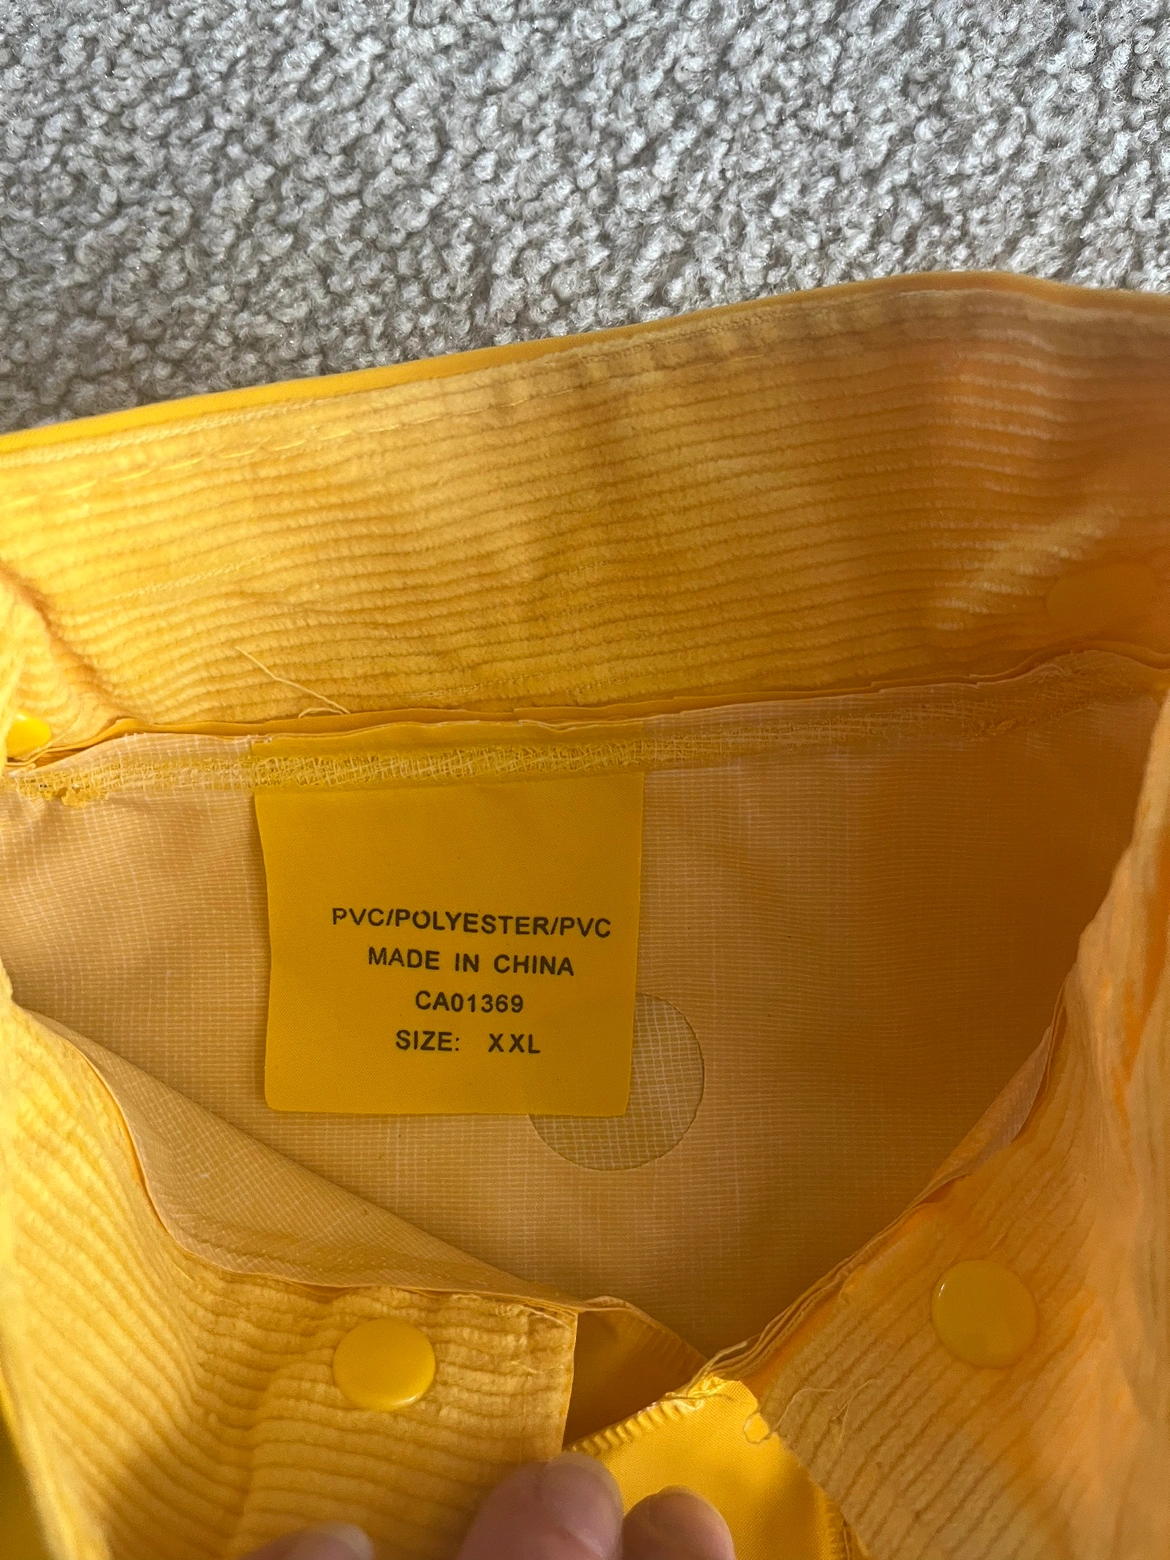 PVC/POLYESTER/PVC
MADE IN CHINA
CA01369
SIZE: XXL